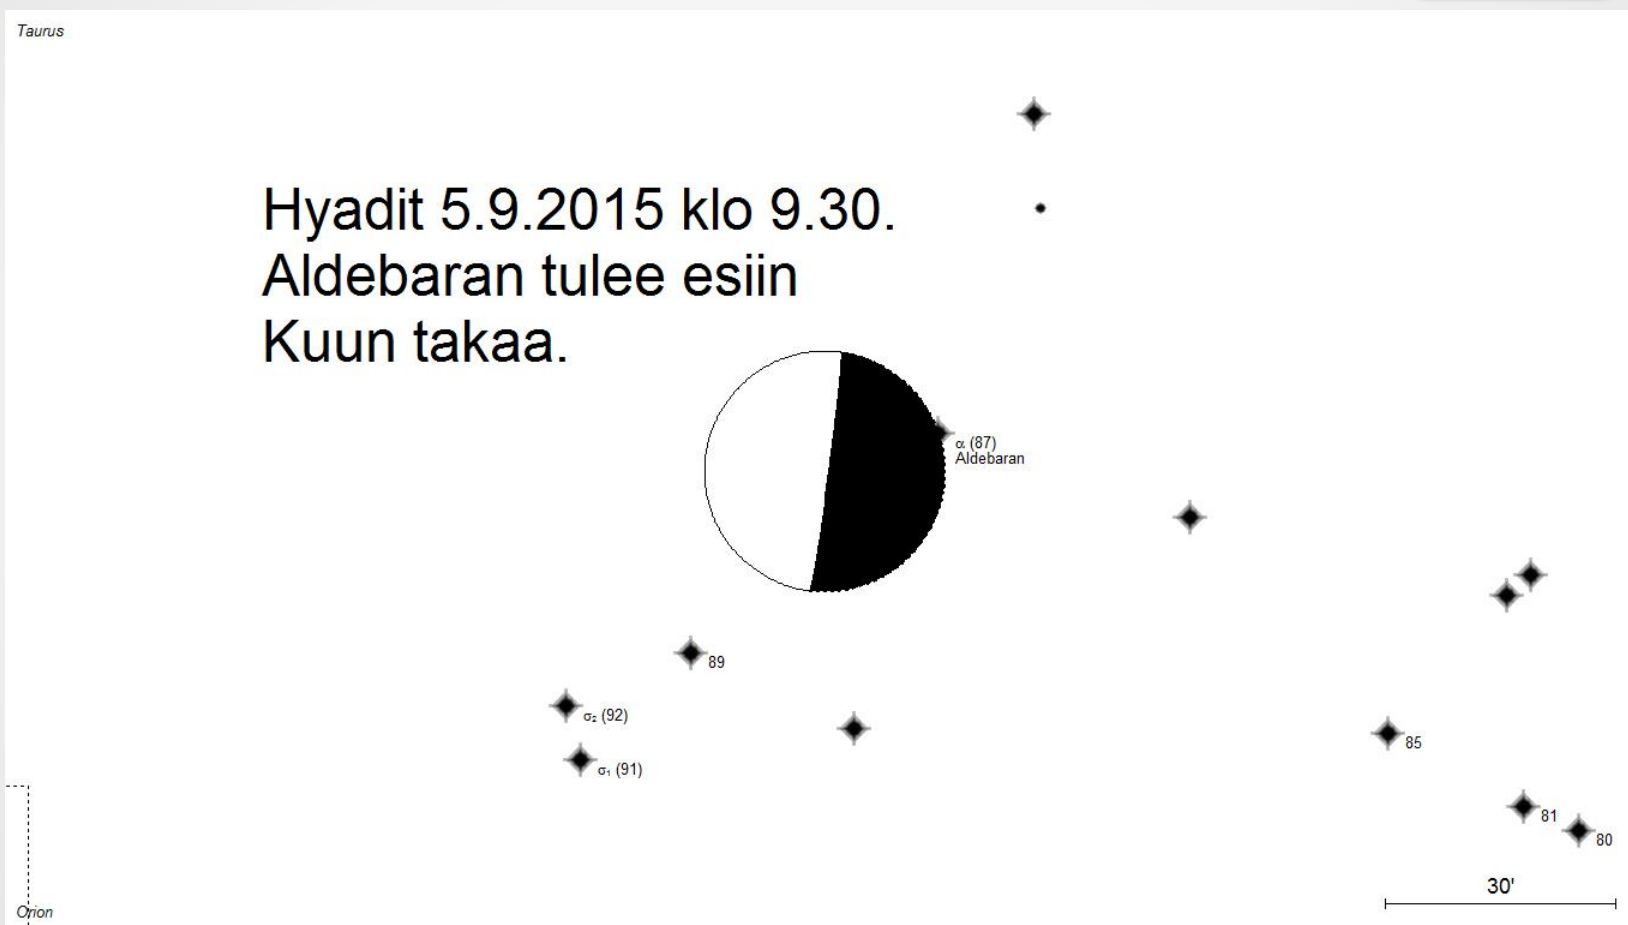 Taurus
Hyadit 5.9.2015 klo 9.30.
Aldebaran tulee esiin
Kuun takaa.
α (87)
Aldebaran
89
σ₂ (92)
σ₁ (91)
85
81
80
30'
Orion